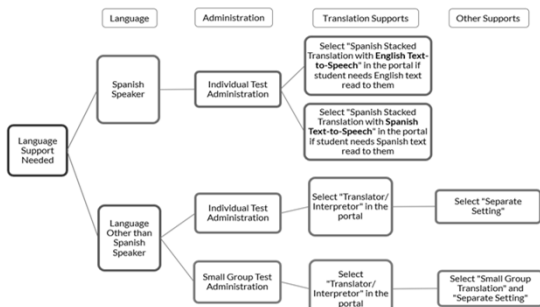 Language
Administration
Translation Supports
Other Supports
Select "Spanish Stacked
Translation with English Text-
to-Speech" in the portal if
student needs English text
read to them
Spanish
Speaker
Individual Test
Administration
Select "Spanish Stacked
Translation with Spanish
Text-to-Speech" in the portal
if student needs Spanish text
read to them
Language
Support
Needed
Language
Other than
Spanish
Speaker
Individual Test
Administration
Select "Translator/
Interpretor" in the
portal
Select "Separate
Setting"
Small Group Test
Administration
Select
"Translator/
Interpretor" in the
portal
Select "Small Group
Translation" and
"Separate Setting"